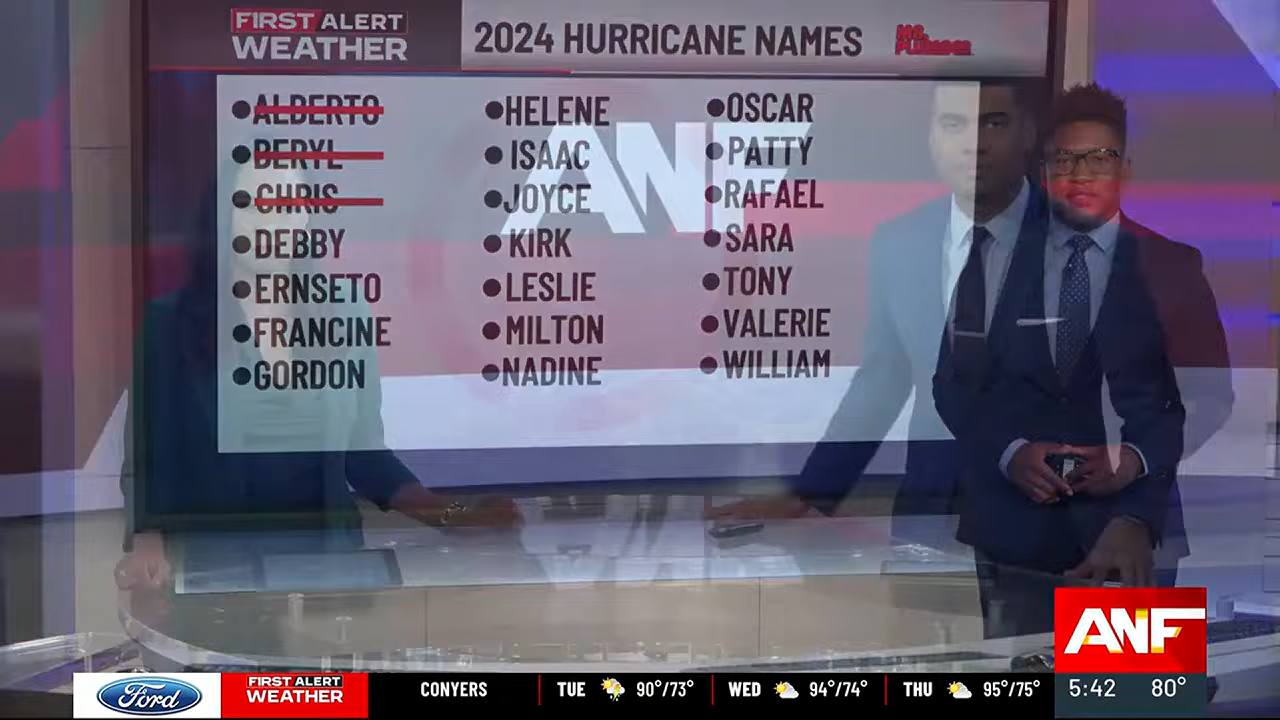 FIRST ALERT
WEATHER
2024 HURRICANE NAMES
MR. PLUMBER
ALBERTO
BERYL
CHRIS
DEBBY
ERNSETO
FRANCINE
GORDON
HELENE
ISAAC
JOYCE
KIRK
LESLIE
MILTON
NADINE
OSCAR
PATTY
RAFAEL
SARA
TONY
VALERIE
WILLIAM
ANF
ANF
5:42 80°
Ford
FIRST ALERT
WEATHER
CONYERS TUE 90°/73° WED 94°/74° THU 95°/75°